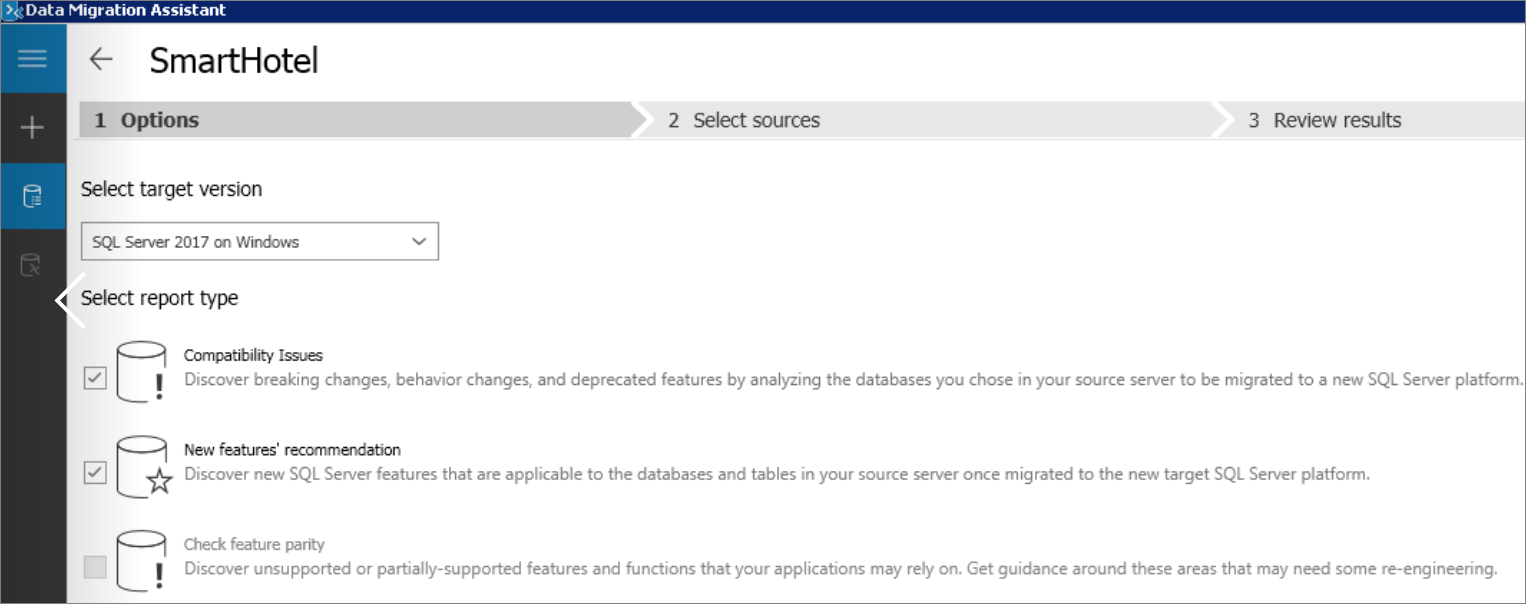 Data Migration Assistant
SmartHotel
1 Options
2 Select sources
3 Review results
Select target version
SQL Server 2017 on Windows
Select report type
Compatibility Issues
Discover breaking changes, behavior changes, and deprecated features by analyzing the databases you chose in your source server to be migrated to a new SQL Server platform.
New features' recommendation
Discover new SQL Server features that are applicable to the databases and tables in your source server once migrated to the new target SQL Server platform.
Check feature parity
Discover unsupported or partially-supported features and functions that your applications may rely on. Get guidance around these areas that may need some re-engineering.